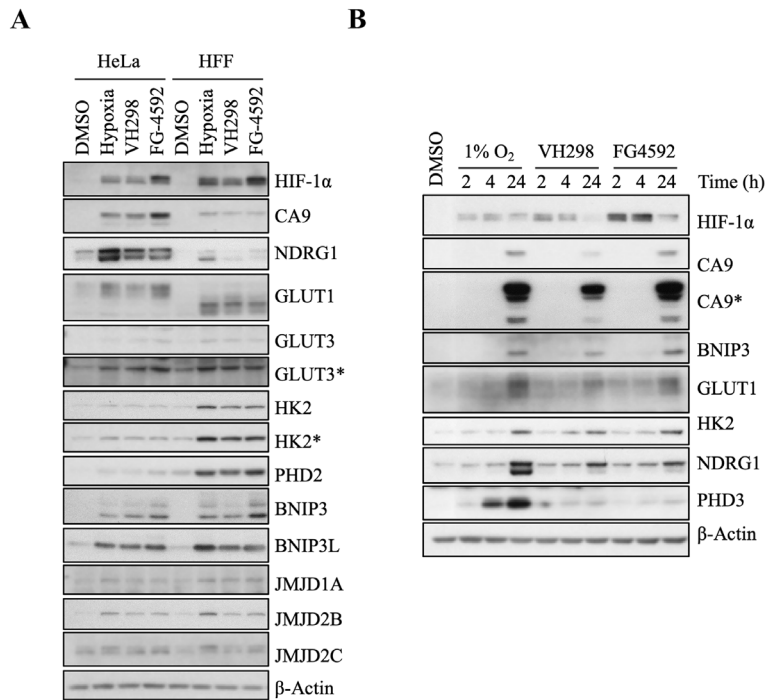 A
HeLa HFF
DMSO Hypoxia VH298 FG-4592 DMSO Hypoxia VH298 FG-4592
HIF-1α
CA9
NDRG1
GLUT1
GLUT3
GLUT3*
HK2
HK2*
PHD2
BNIP3
BNIP3L
JMJD1A
JMJD2B
JMJD2C
β-Actin
B
DMSO 1% O₂ VH298 FG4592
2 4 24 2 4 24 2 4 24 Time (h)
HIF-1α
CA9
CA9*
BNIP3
GLUT1
HK2
NDRG1
PHD3
β-Actin